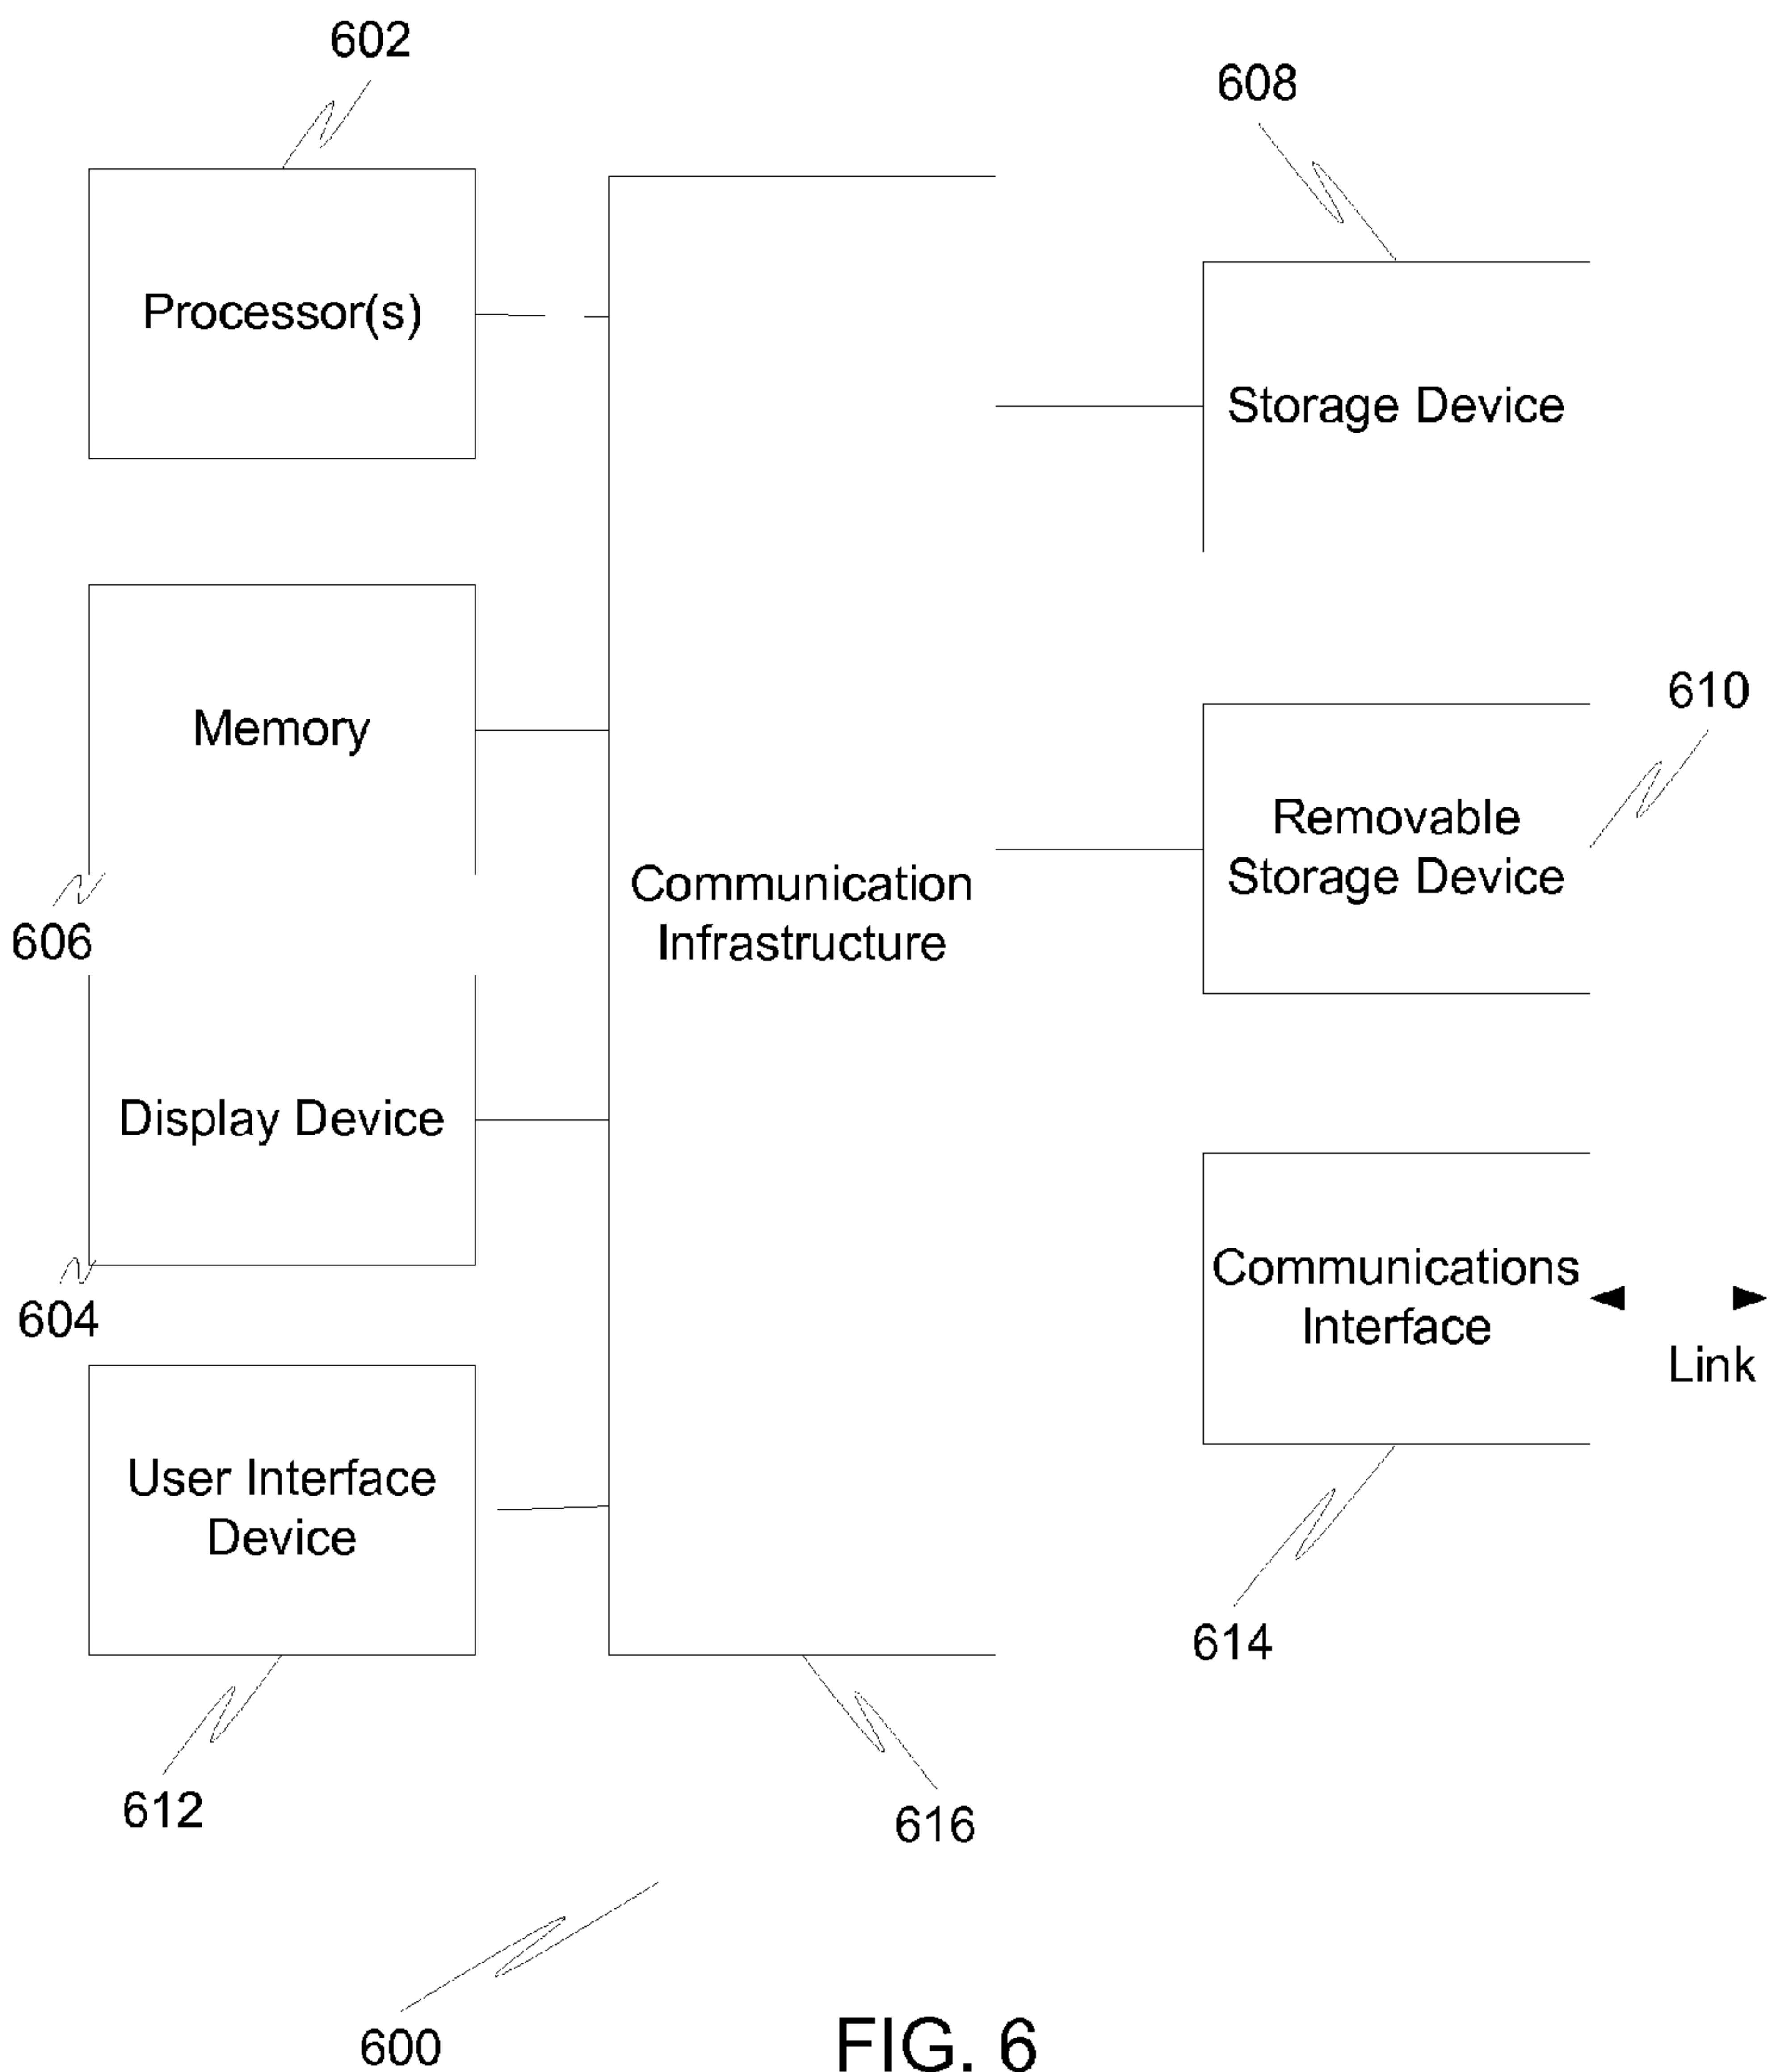 602
608
Processor(s)
Storage Device
610
Memory
Removable
Storage Device
Communication
Infrastructure
606
Display Device
Communications
Interface
604
Link
User Interface
Device
614
612
616
600
FIG. 6